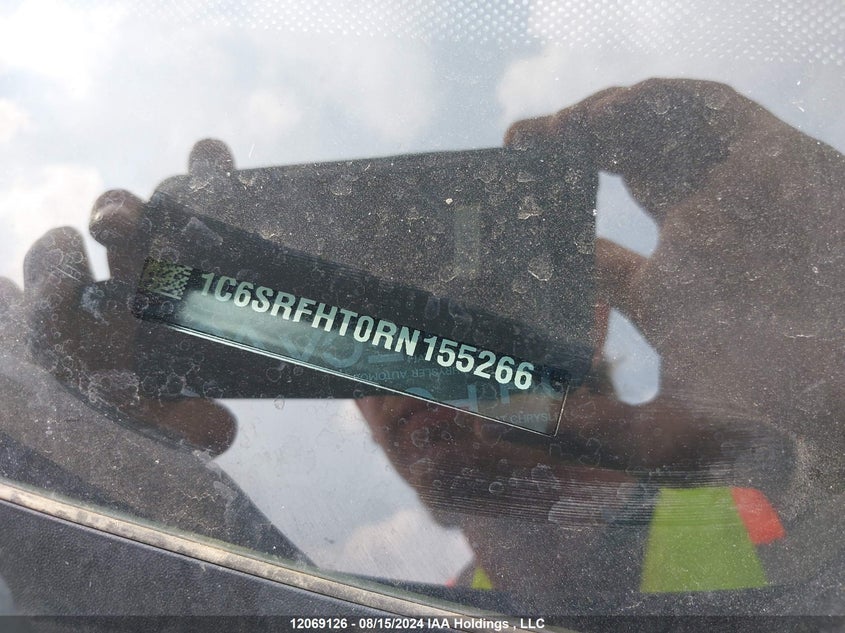 1C6SRFHT0RN155266
12069126 - 08/15/2024 IAA Holdings , LLC